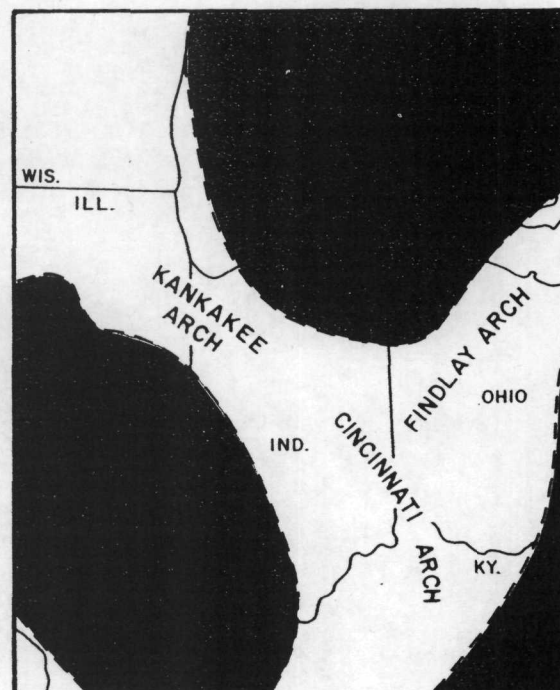 WIS.
ILL.
KANKAKEE
ARCH
FINDLAY ARCH
OHIO
IND.
CINCINNATI
ARCH
KY.